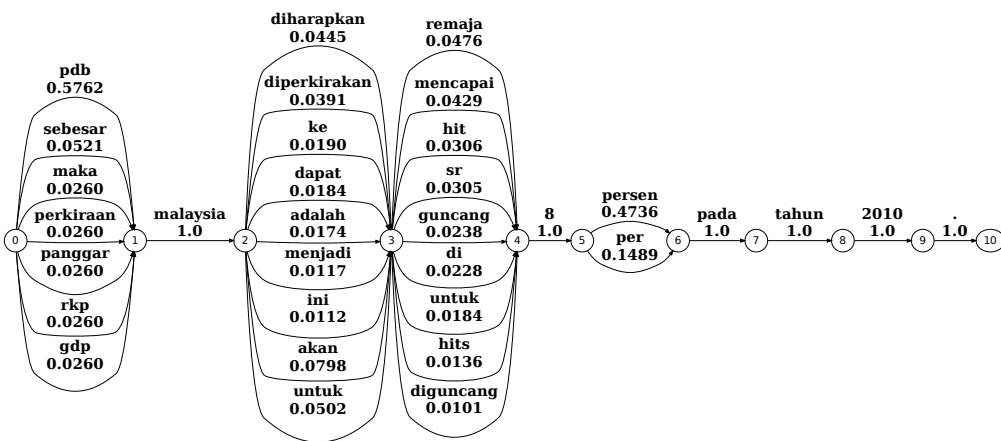 pdb
0.5762
sebesar
0.0521
maka
0.0260
perkiraan
0.0260
panggar
0.0260
rkp
0.0260
gdp
0.0260
malaysia
1.0
diharapkan
0.0445
diperkirakan
0.0391
ke
0.0190
dapat
0.0184
adalah
0.0174
menjadi
0.0117
ini
0.0112
akan
0.0798
untuk
0.0502
remaja
0.0476
mencapai
0.0429
hit
0.0306
sr
0.0305
guncang
0.0238
di
0.0228
untuk
0.0184
hits
0.0136
diguncang
0.0101
8
1.0
persen
0.4736
per
0.1489
pada
1.0
tahun
1.0
2010
1.0
.
1.0
0
1
2
3
4
5
6
7
8
9
10